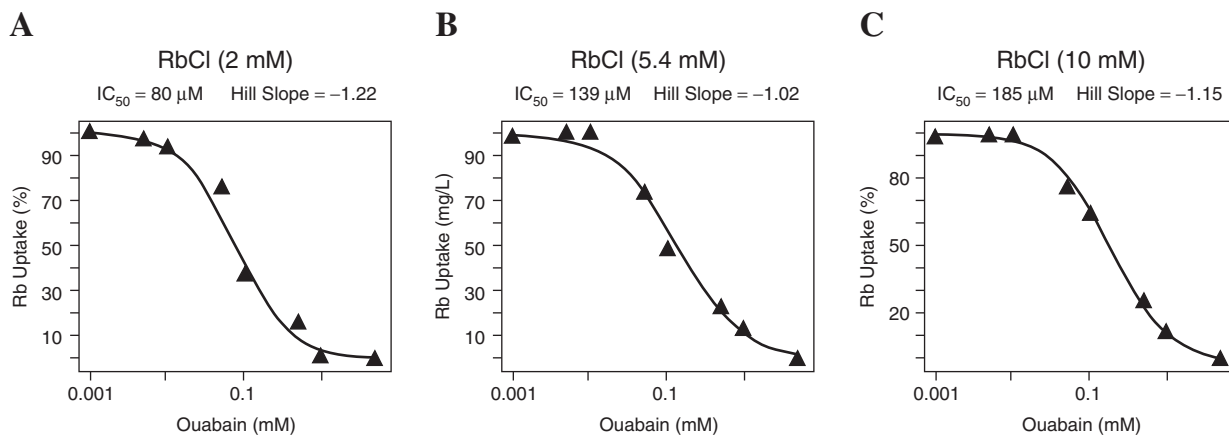 A
RbCl (2 mM)
IC50 = 80 μM Hill Slope = −1.22
Rb Uptake (%)
90
70
50
30
10
0.001
0.1
Ouabain (mM)
B
RbCl (5.4 mM)
IC50 = 139 μM Hill Slope = −1.02
Rb Uptake (mg/L)
90
70
50
30
10
0.001
0.1
Ouabain (mM)
C
RbCl (10 mM)
IC50 = 185 μM Hill Slope = −1.15
Rb Uptake (%)
80
50
20
0.001
0.1
Ouabain (mM)